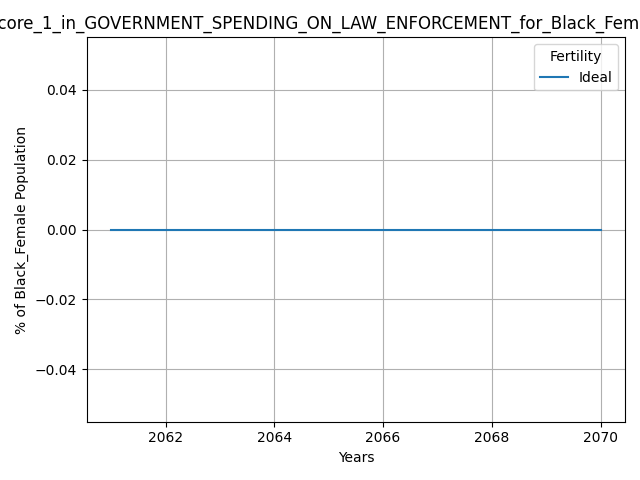 core_1_in_GOVERNMENT_SPENDING_ON_LAW_ENFORCEMENT_for_Black_Fem
Fertility
Ideal
0.04
0.02
0.00
−0.02
−0.04
% of Black_Female Population
2062 2064 2066 2068 2070
Years